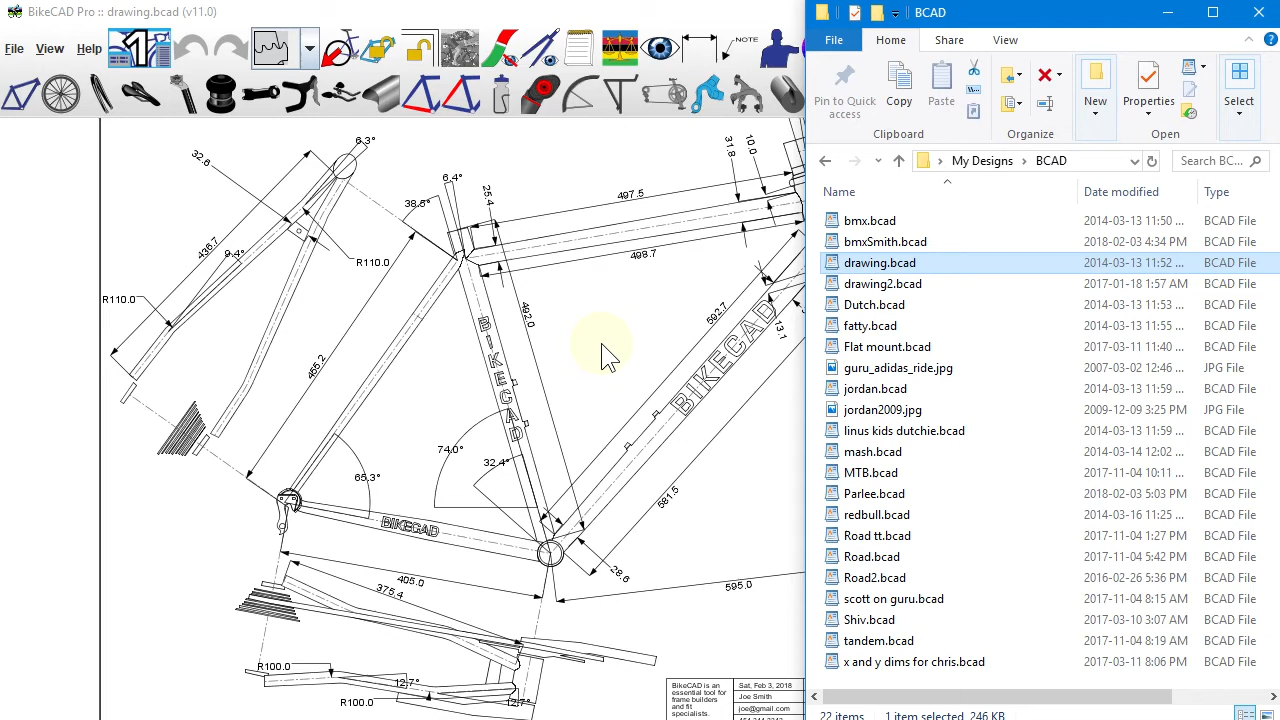 BikeCAD Pro :: drawing.bcad (v11.0)
File View Help
NOTE
6.3°
32.6
436.7
9.4°
R110.0
R110.0
6.4°
38.5°
25.4
497.5
31.8
10.0
498.7
492.0
592.7
13.1
455.2
BIKECAD
BIKECAD
74.0°
32.4°
65.3°
BIKECAD
581.5
28.6
405.0
375.4
595.0
R100.0
12.7°
R100.0
12.7°
BikeCAD is an
essential tool for
frame builders
and fit
specialists.
Sat, Feb 3, 2018
Joe Smith
joe@gmail.com
BCAD
File Home Share View
Pin to Quick access
Copy
Paste
New
Properties
Select
Clipboard Organize Open
My Designs > BCAD
Search BC...
Name Date modified Type
bmx.bcad 2014-03-13 11:50 ... BCAD File
bmxSmith.bcad 2018-02-03 4:34 PM BCAD File
drawing.bcad 2014-03-13 11:52 ... BCAD File
drawing2.bcad 2017-01-18 1:57 AM BCAD File
Dutch.bcad 2014-03-13 11:53 ... BCAD File
fatty.bcad 2014-03-13 11:55 ... BCAD File
Flat mount.bcad 2017-03-11 11:40 ... BCAD File
guru_adidas_ride.jpg 2007-03-02 12:46 ... JPG File
jordan.bcad 2014-03-13 11:59 ... BCAD File
jordan2009.jpg 2009-12-09 3:25 PM JPG File
linus kids dutchie.bcad 2014-03-13 11:59 ... BCAD File
mash.bcad 2014-03-14 12:02 ... BCAD File
MTB.bcad 2017-11-04 10:11 ... BCAD File
Parlee.bcad 2018-02-03 5:03 PM BCAD File
redbull.bcad 2014-03-16 11:25 ... BCAD File
Road tt.bcad 2017-11-04 1:27 PM BCAD File
Road.bcad 2017-11-04 5:42 PM BCAD File
Road2.bcad 2016-02-26 5:36 PM BCAD File
scott on guru.bcad 2017-11-04 8:15 AM BCAD File
Shiv.bcad 2017-03-10 3:07 AM BCAD File
tandem.bcad 2017-11-04 8:19 AM BCAD File
x and y dims for chris.bcad 2017-03-11 8:06 PM BCAD File
22 items 1 item selected 246 KB